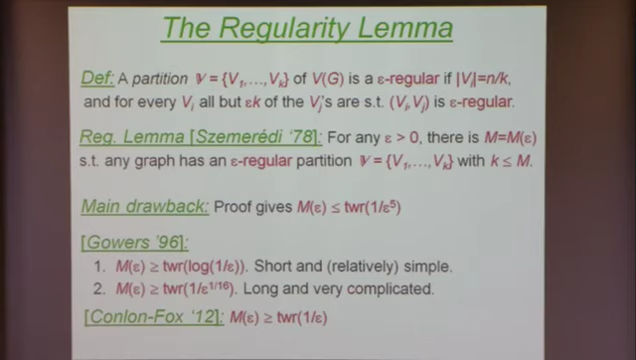 The Regularity Lemma
Def: A partition 𝕍 = {V₁,…,Vₖ} of V(G) is a ε-regular if |Vᵢ|=n/k,
and for every Vᵢ all but εk of the Vⱼ's are s.t. (Vᵢ,Vⱼ) is ε-regular.
Reg. Lemma [Szemerédi '78]: For any ε > 0, there is M=M(ε)
s.t. any graph has an ε-regular partition 𝕍 = {V₁,…,Vₖ} with k ≤ M.
Main drawback: Proof gives M(ε) ≤ twr(1/ε⁵)
[Gowers '96]:
1. M(ε) ≥ twr(log(1/ε)). Short and (relatively) simple.
2. M(ε) ≥ twr(1/ε^1/16). Long and very complicated.
[Conlon-Fox '12]: M(ε) ≥ twr(1/ε)